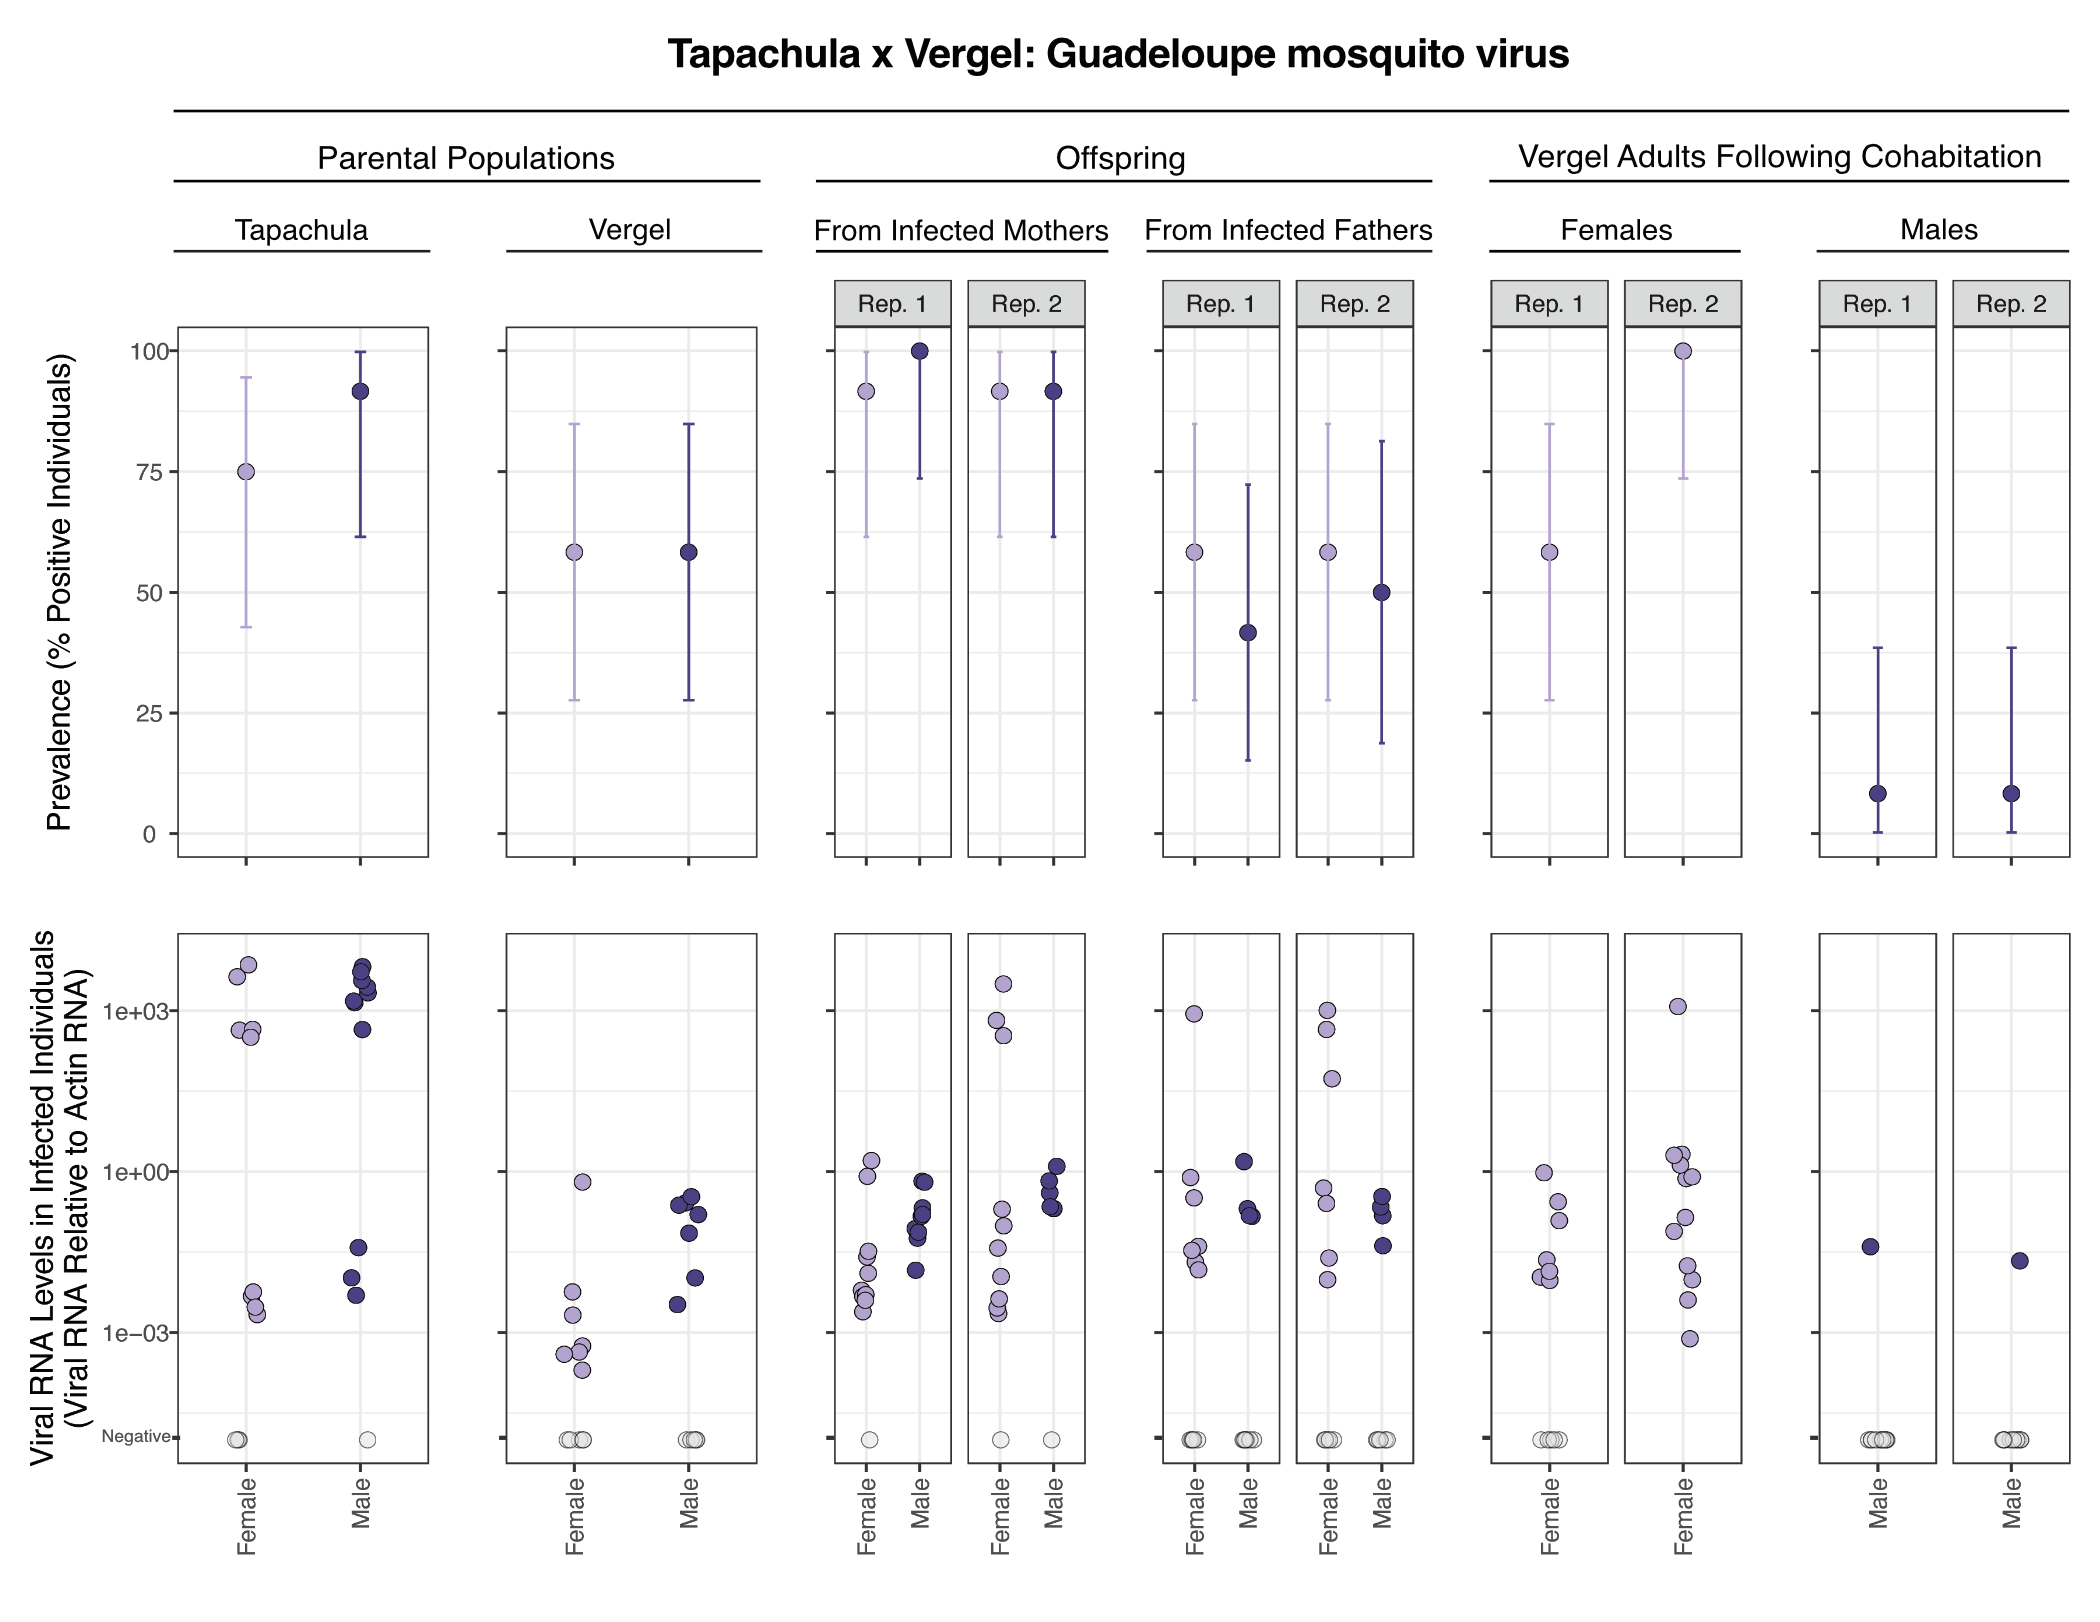 Tapachula x Vergel: Guadeloupe mosquito virus
Parental Populations
Offspring
Vergel Adults Following Cohabitation
Tapachula
Vergel
From Infected Mothers
From Infected Fathers
Females
Males
Rep. 1
Rep. 2
Rep. 1
Rep. 2
Rep. 1
Rep. 2
Rep. 1
Rep. 2
Prevalence (% Positive Individuals)
100
75
50
25
0
Viral RNA Levels in Infected Individuals
(Viral RNA Relative to Actin RNA)
1e+03
1e+00
1e−03
Negative
Female
Male
Female
Male
Female
Male
Female
Male
Female
Male
Female
Male
Female
Female
Male
Male